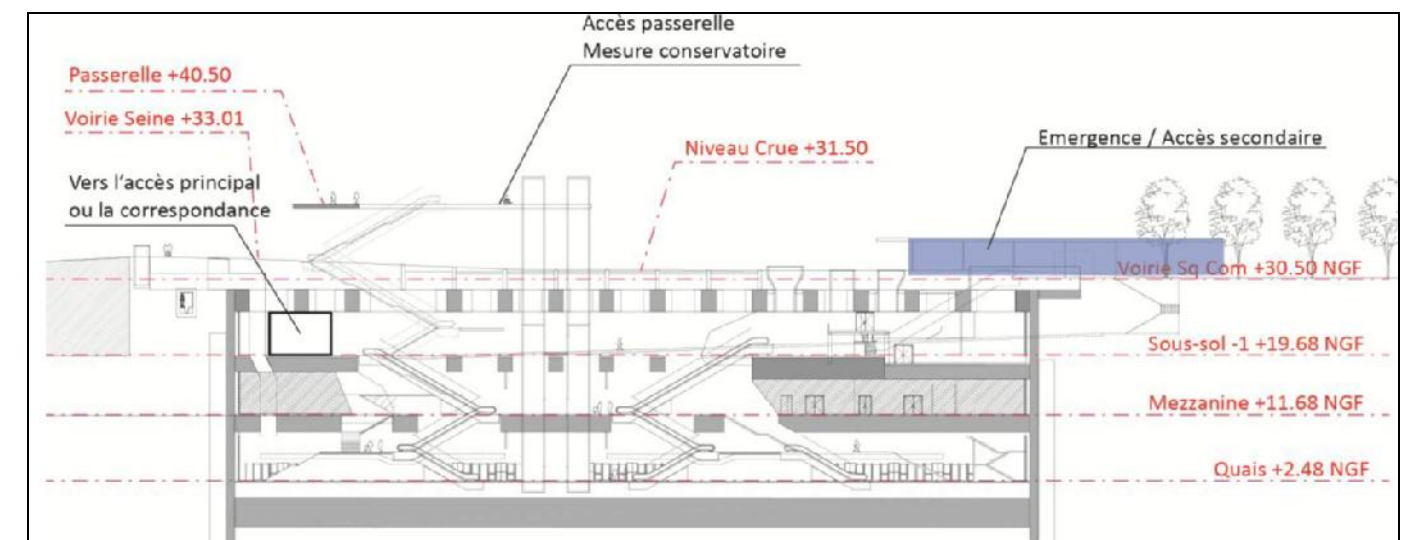 Accès passerelle
Mesure conservatoire
Passerelle +40.50
Voirie Seine +33.01
Niveau Crue +31.50
Emergence / Accès secondaire
Vers l'accès principal
ou la correspondance
Voirie Sq Com +30.50 NGF
Sous-sol -1 +19.68 NGF
Mezzanine +11.68 NGF
Quais +2.48 NGF